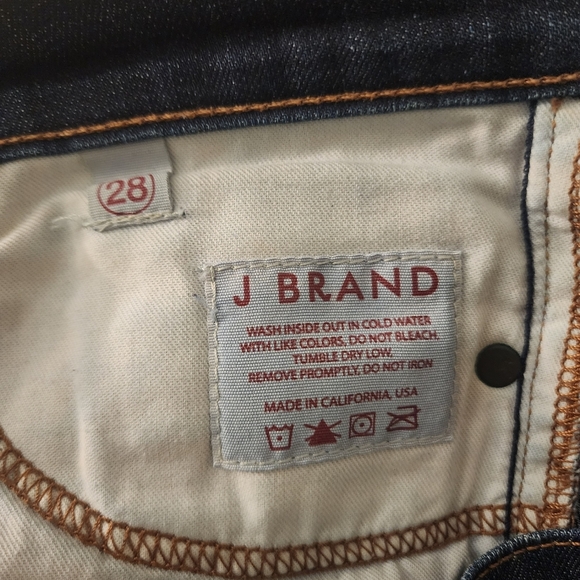 28
J BRAND
WASH INSIDE OUT IN COLD WATER
WITH LIKE COLORS, DO NOT BLEACH.
TUMBLE DRY LOW.
REMOVE PROMPTLY, DO NOT IRON
MADE IN CALIFORNIA, USA